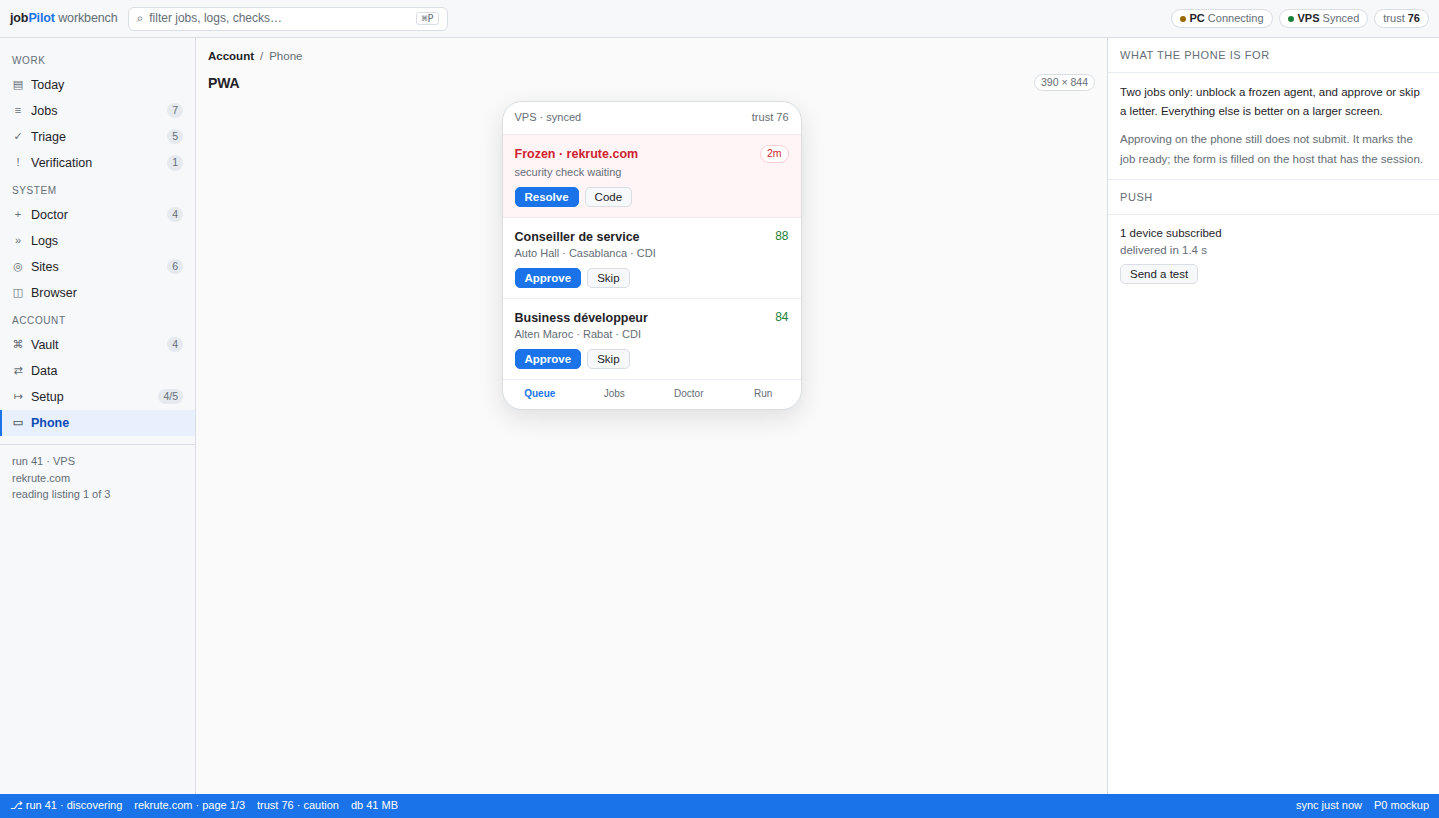 jobPilot workbench
filter jobs, logs, checks…
⌘P
PC Connecting
VPS Synced
trust 76
WORK
Today
Jobs 7
Triage 5
Verification 1
SYSTEM
Doctor 4
Logs
Sites 6
Browser
ACCOUNT
Vault 4
Data
Setup 4/5
Phone
run 41 · VPS
rekrute.com
reading listing 1 of 3
Account / Phone
PWA
390 × 844
VPS · synced trust 76
Frozen · rekrute.com 2m
security check waiting
Resolve Code
Conseiller de service 88
Auto Hall · Casablanca · CDI
Approve Skip
Business développeur 84
Alten Maroc · Rabat · CDI
Approve Skip
Queue Jobs Doctor Run
WHAT THE PHONE IS FOR
Two jobs only: unblock a frozen agent, and approve or skip
a letter. Everything else is better on a larger screen.
Approving on the phone still does not submit. It marks the
job ready; the form is filled on the host that has the session.
PUSH
1 device subscribed
delivered in 1.4 s
Send a test
run 41 · discovering rekrute.com · page 1/3 trust 76 · caution db 41 MB
sync just now P0 mockup